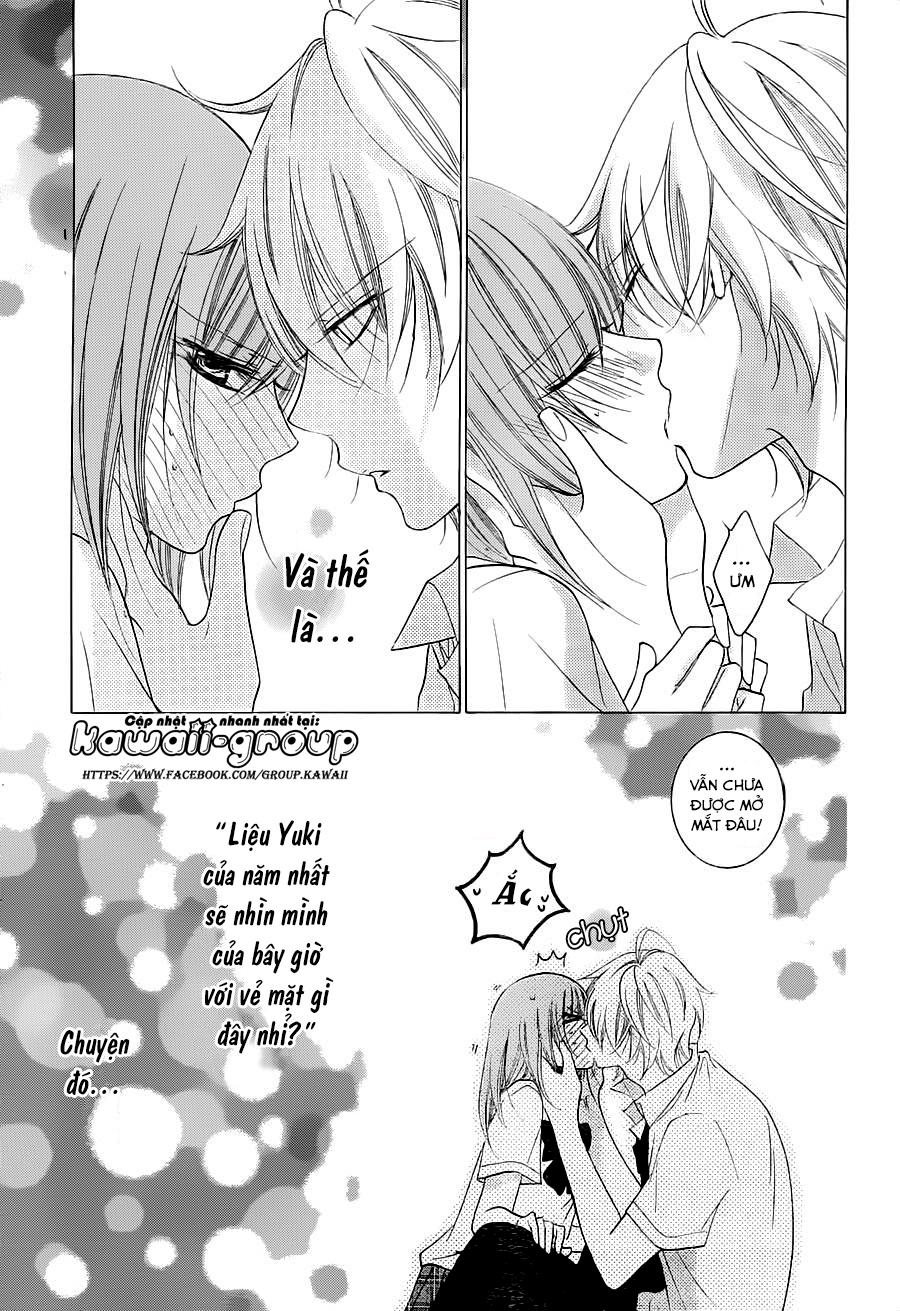 ...
ƯM
Và thế
là...
Cập nhật nhanh nhất tại:
kawaii-group
HTTPS://WWW.FACEBOOK.COM/GROUP.KAWAII
...
VẪN CHƯA
ĐƯỢC MỞ
MẮT ĐÂU!
Ắc
chụt
“Liệu Yuki
của năm nhất
sẽ nhìn mình
của bây giờ
với vẻ mặt gì
đây nhỉ?”
Chuyện
đó...